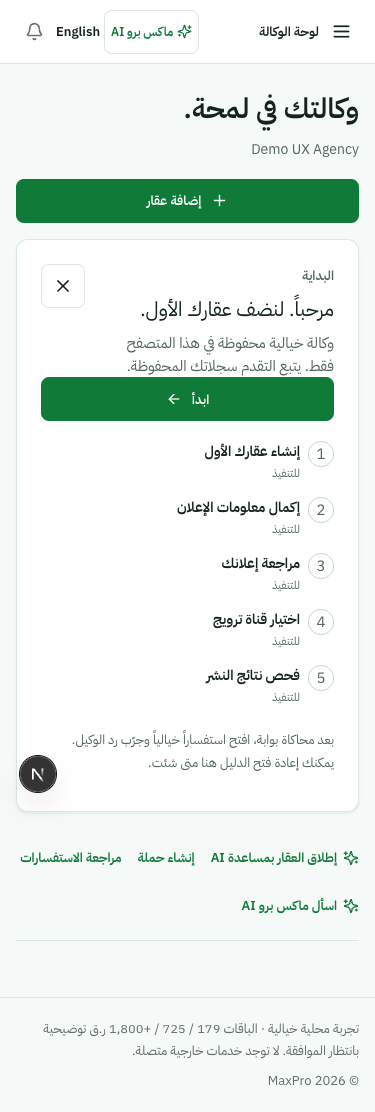 لوحة الوكالة
ماكس برو AI
English
وكالتك في لمحة.
Demo UX Agency
إضافة عقار
البداية
مرحباً. لنضف عقارك الأول.
وكالة خيالية محفوظة في هذا المتصفح
فقط. يتبع التقدم سجلاتك المحفوظة.
ابدأ
1
إنشاء عقارك الأول
للتنفيذ
2
إكمال معلومات الإعلان
للتنفيذ
3
مراجعة إعلانك
للتنفيذ
4
اختيار قناة ترويج
للتنفيذ
5
فحص نتائج النشر
للتنفيذ
بعد محاكاة بوابة، افتح استفساراً خيالياً وجرّب رد الوكيل.
يمكنك إعادة فتح الدليل هنا متى شئت.
N
إطلاق العقار بمساعدة AI
إنشاء حملة
مراجعة الاستفسارات
اسأل ماكس برو AI
تجربة محلية خيالية · الباقات 179 / 725 / +1,800 ر.ق توضيحية
بانتظار الموافقة. لا توجد خدمات خارجية متصلة.
© 2026 MaxPro